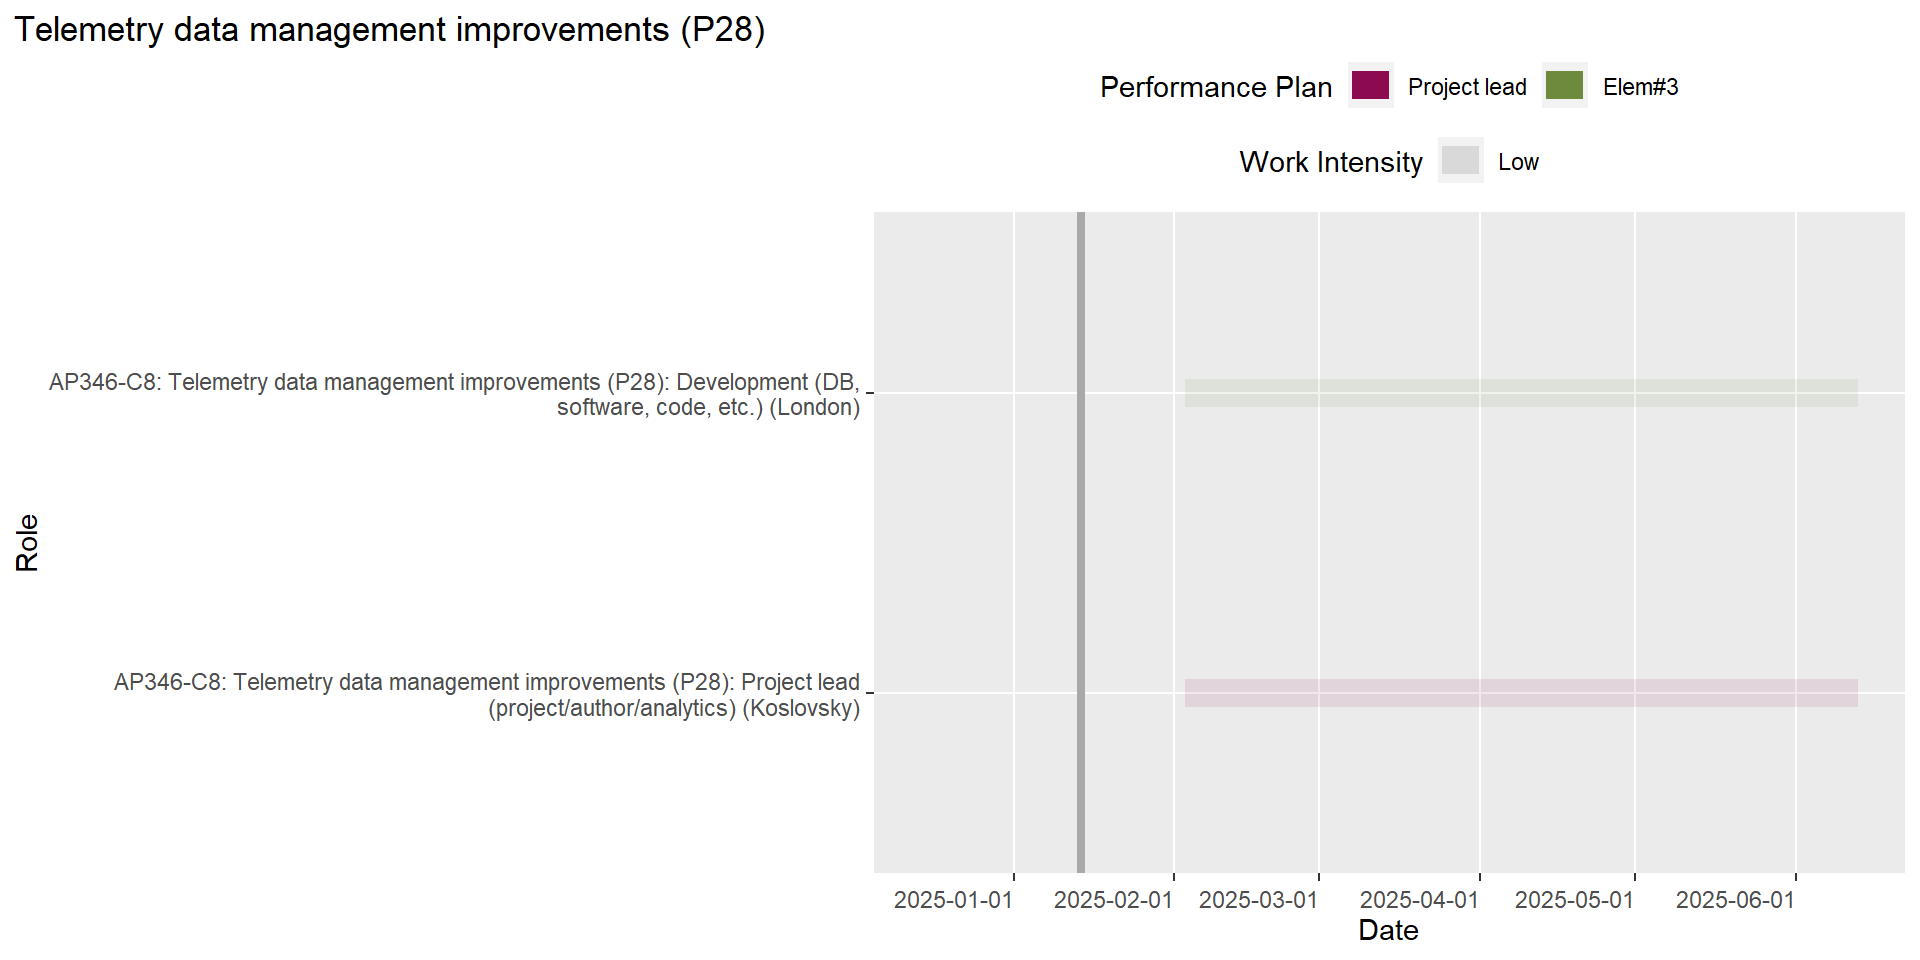 Telemetry data management improvements (P28)
Performance Plan Project lead Elem#3
Work Intensity Low
AP346-C8: Telemetry data management improvements (P28): Development (DB,
software, code, etc.) (London)
Role
AP346-C8: Telemetry data management improvements (P28): Project lead
(project/author/analytics) (Koslovsky)
2025-01-01 2025-02-01 2025-03-01 2025-04-01 2025-05-01 2025-06-01
Date